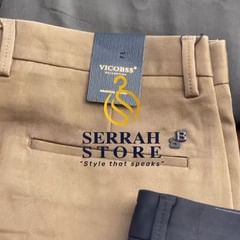 VICOBSS
SERRAH
STORE
"Style that speaks"
B
S